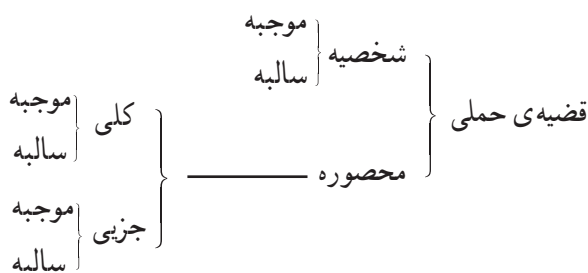 موجبه
شخصیه
سالبه
قضیه‌ی حملی
موجبه
کلی
سالبه
محصوره
موجبه
جزیی
سالبه